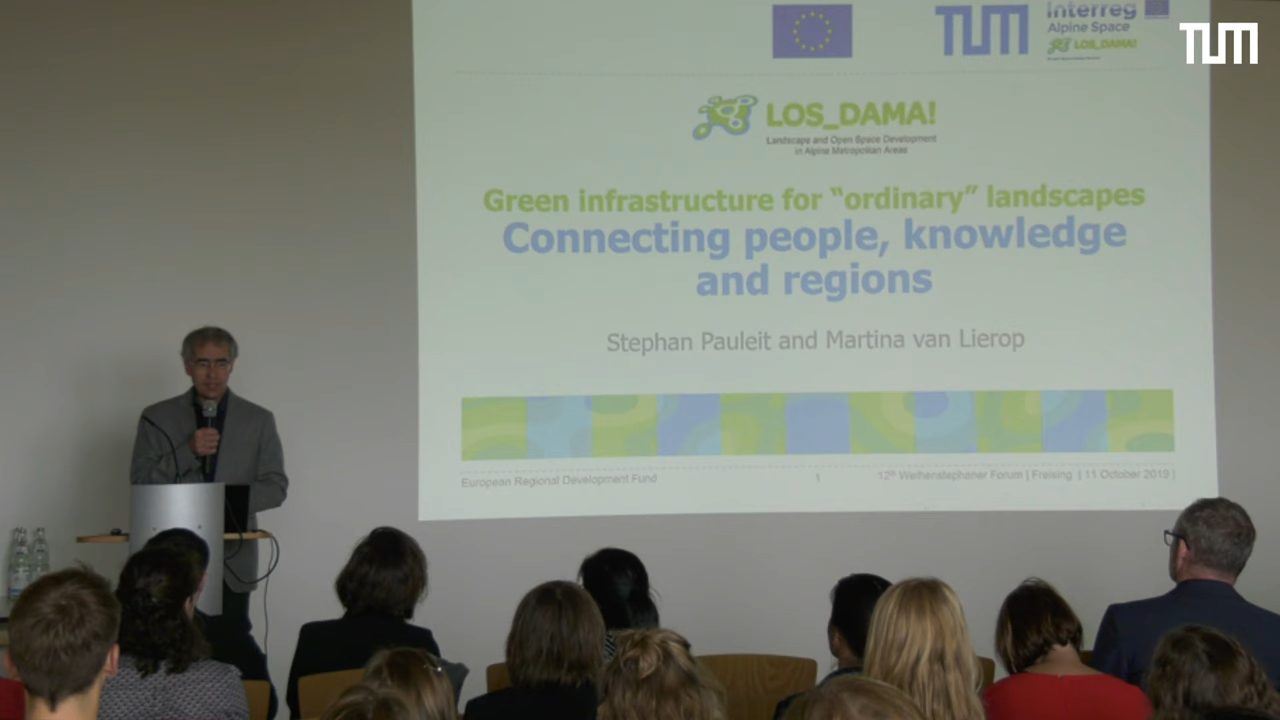 TUM
Interreg
Alpine Space
LOS_DAMA!
TUM
LOS_DAMA!
Landscape and Open Space Development
in Alpine Metropolitan Areas
Green infrastructure for “ordinary” landscapes
Connecting people, knowledge
and regions
Stephan Pauleit and Martina van Lierop
European Regional Development Fund
1
12th Weihenstephaner Forum | Freising | 11 October 2019 |